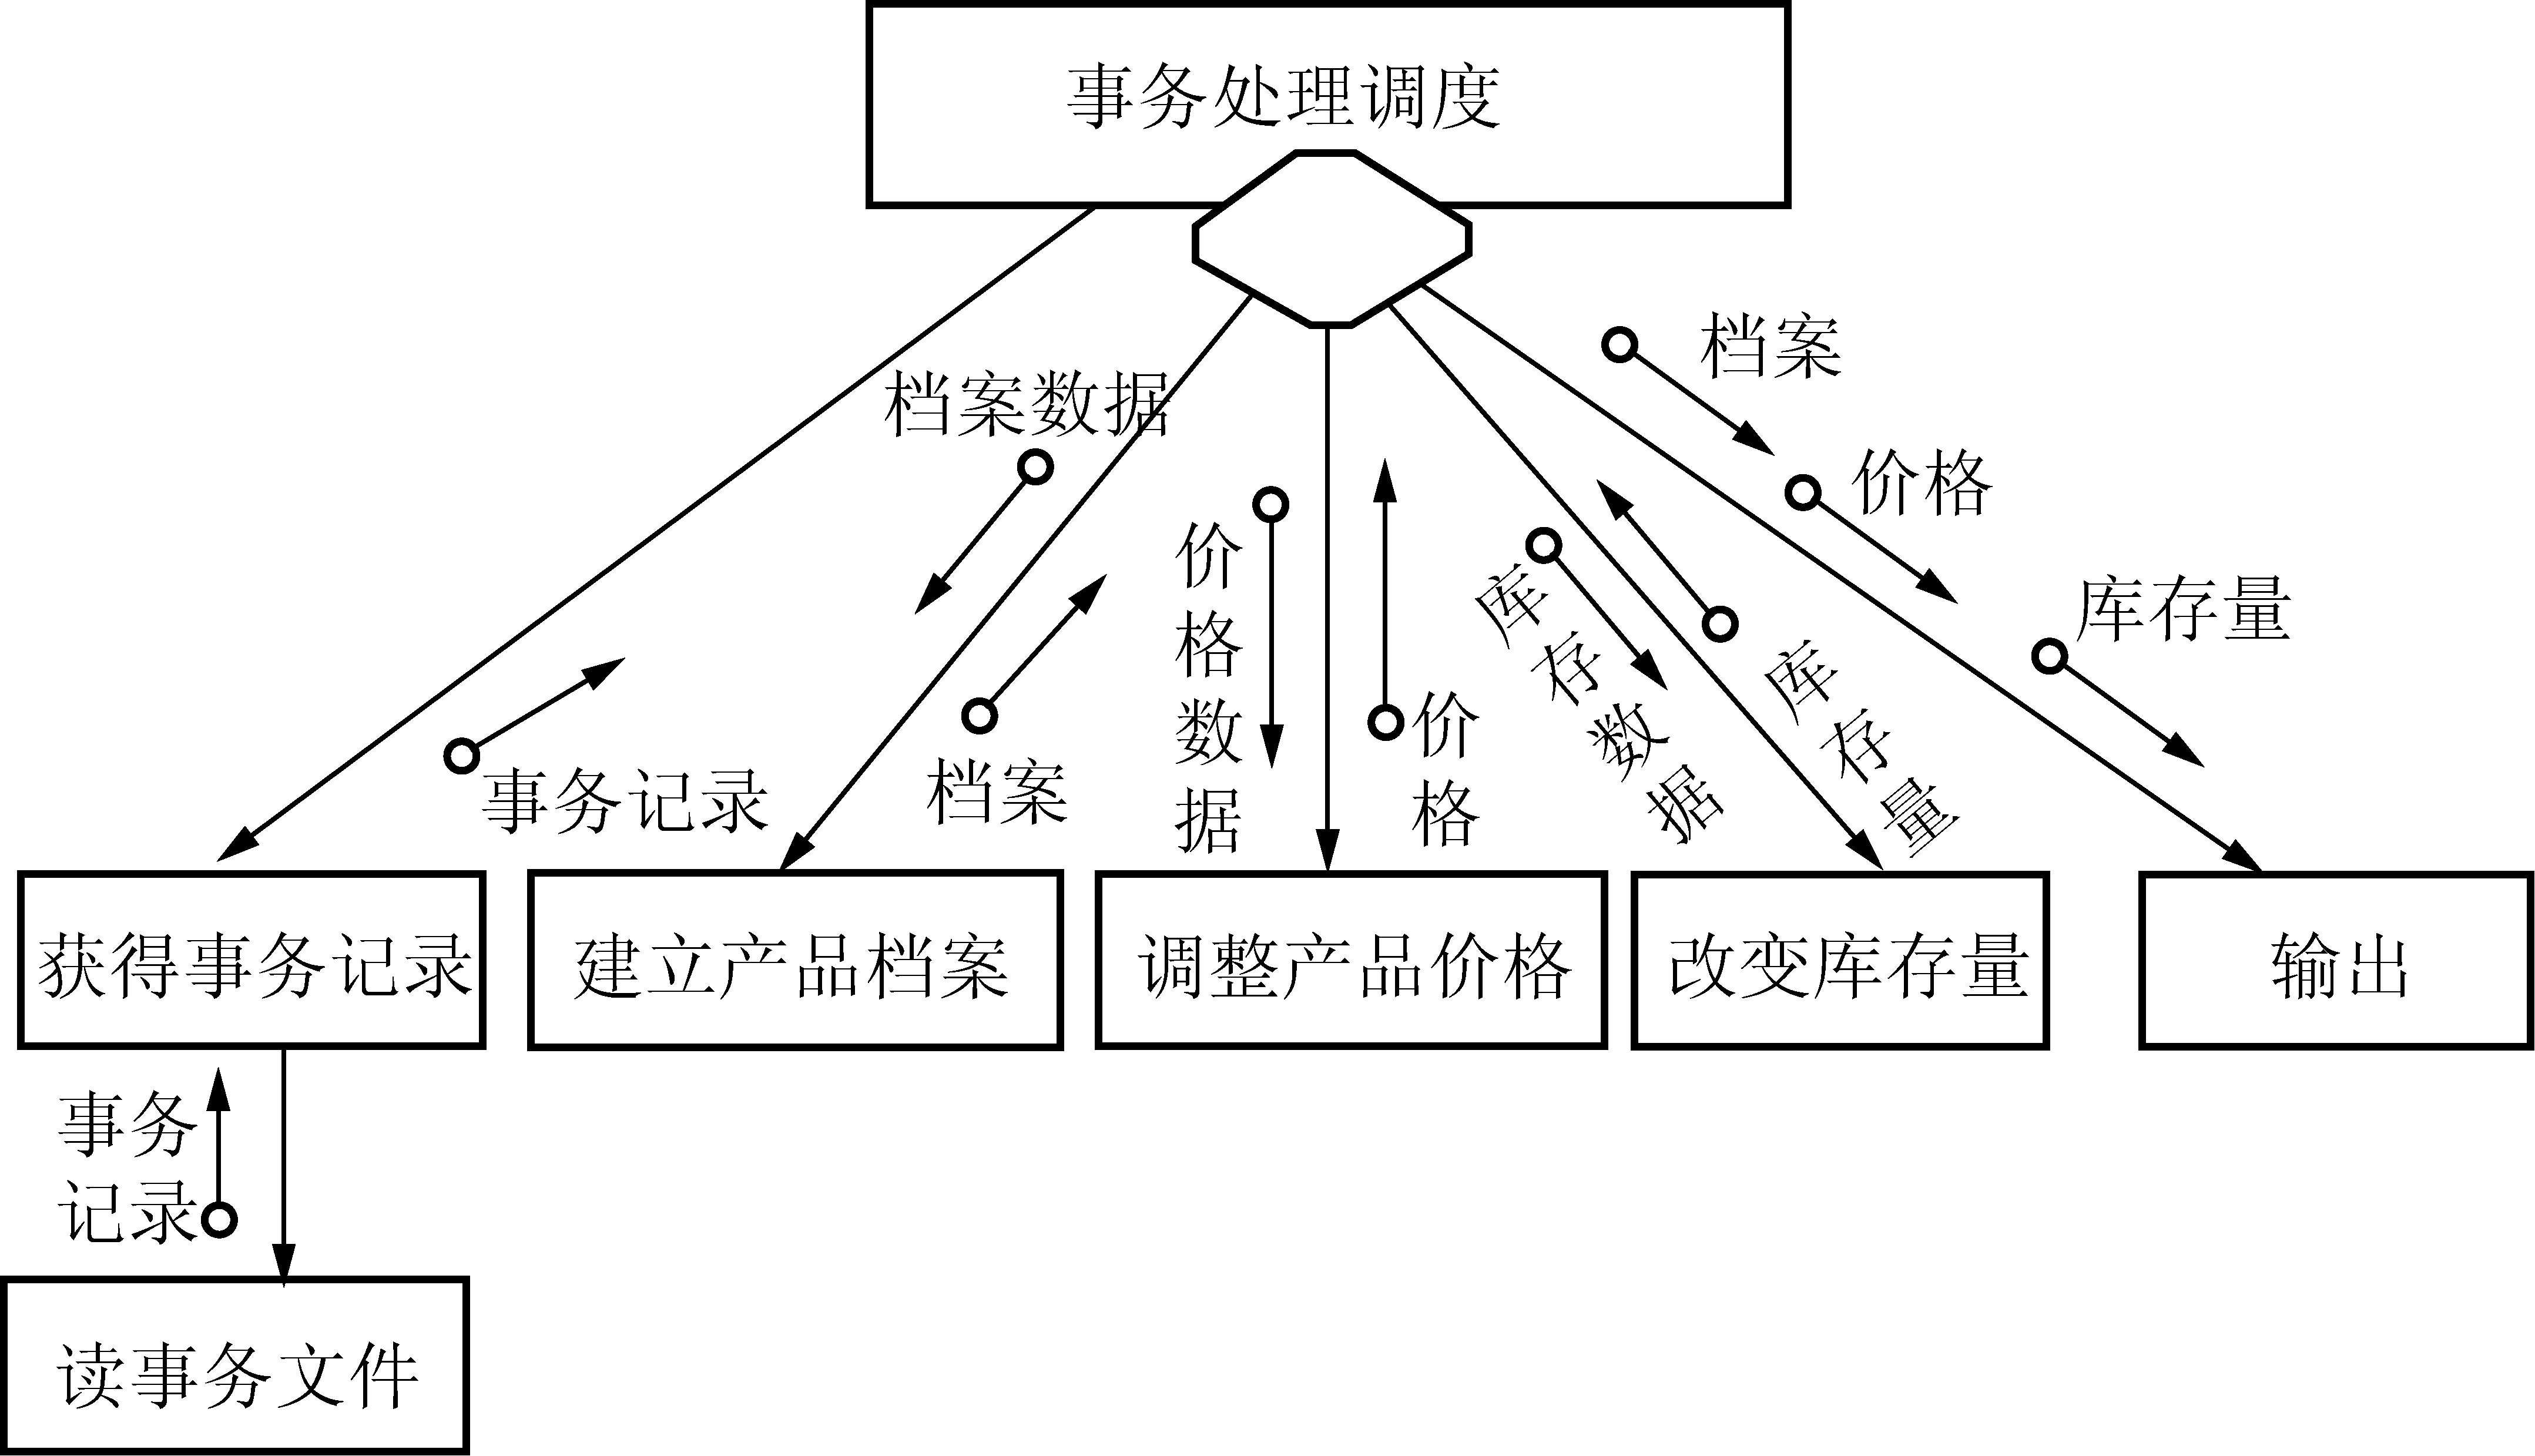 事务处理调度
档案
档案数据
价格
价格数据
库存数据
库存量
库存量
价格
事务记录
档案
获得事务记录
建立产品档案
调整产品价格
改变库存量
输出
事务
记录
读事务文件